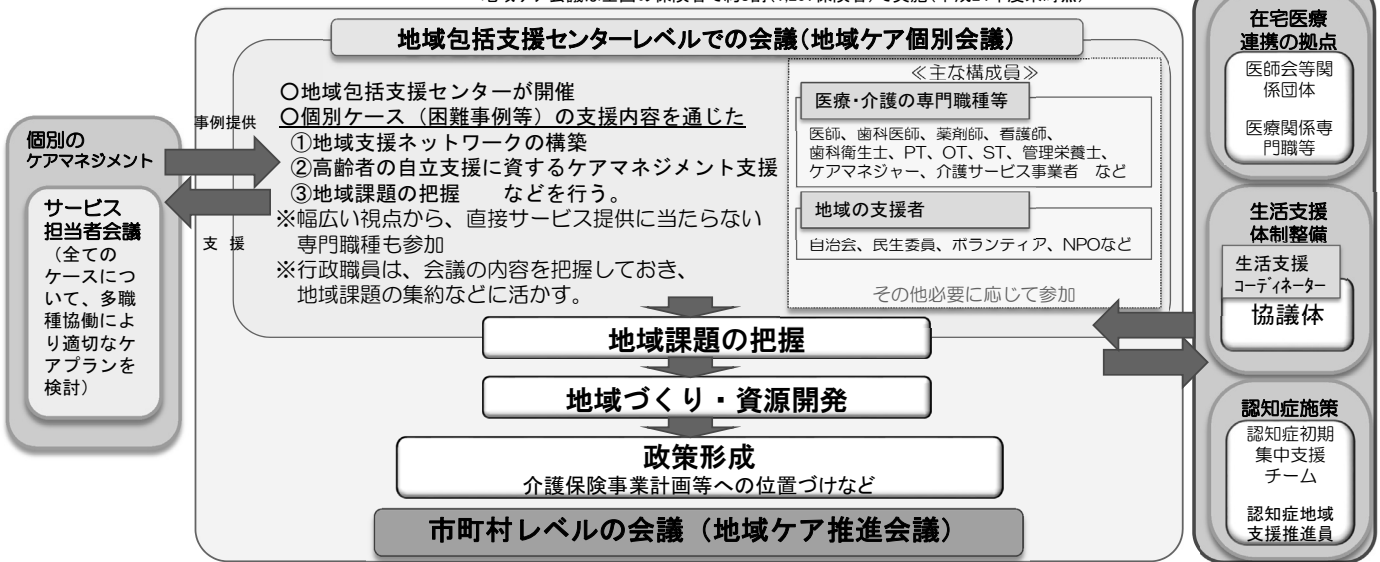 地域包括支援センターレベルでの会議(地域ケア個別会議)
〇地域包括支援センターが開催
〇個別ケース(困難事例等)の支援内容を通じた
①地域支援ネットワークの構築
②高齢者の自立支援に資するケアマネジメント支援
③地域課題の把握 などを行う。
※幅広い視点から、直接サービス提供に当たらない
専門職種も参加
※行政職員は、会議の内容を把握しておき、
地域課題の集約などに活かす。
≪主な構成員≫
医療・介護の専門職種等
医師、歯科医師、薬剤師、看護師、
歯科衛生士、PT、OT、ST、管理栄養士、
ケアマネジャー、介護サービス事業者 など
地域の支援者
自治会、民生委員、ボランティア、NPOなど
その他必要に応じて参加
個別の
ケアマネジメント
サービス
担当者会議
(全ての
ケースについ
いて、多職
種協働によ
り適切なケ
アプランを
検討)
事例提供
支 援
地域課題の把握
地域づくり・資源開発
政策形成
介護保険事業計画等への位置づけなど
市町村レベルの会議(地域ケア推進会議)
在宅医療
連携の拠点
医師会等関
係団体
医療関係専
門職等
生活支援
体制整備
生活支援
コーディネーター
協議体
認知症施策
認知症初期
集中支援
チーム
認知症地域
支援推進員